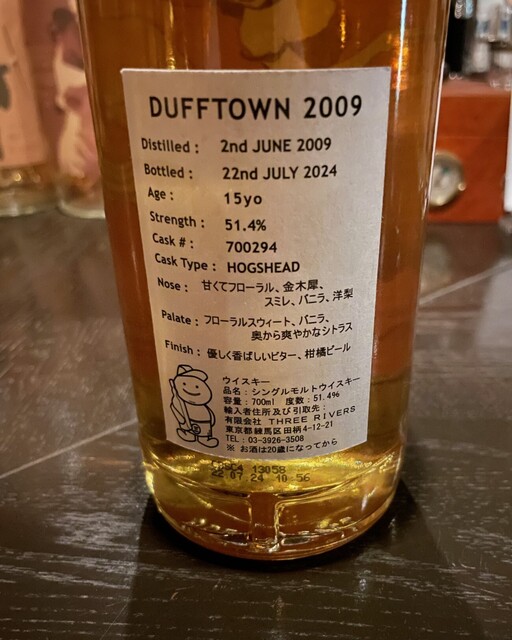 DUFFTOWN 2009
Distilled : 2nd JUNE 2009
Bottled : 22nd JULY 2024
Age : 15yo
Strength : 51.4%
Cask # : 700294
Cask Type : HOGSHEAD
Nose : 甘くてフローラル、金木犀、
スミレ、バニラ、洋梨
Palate : フローラルスウィート、バニラ、
奥から爽やかなシトラス
Finish : 優しく香ばしいビター、柑橘ピール
ウイスキー
品名：シングルモルトウイスキー
容量：700ml 度数：51.4%
輸入者住所及び引取先：
有限会社 THREE RIVERS
東京都練馬区田柄4-12-21
TEL：03-3926-3508
※ お酒は20歳になってから
13058
22 07 24 10:56